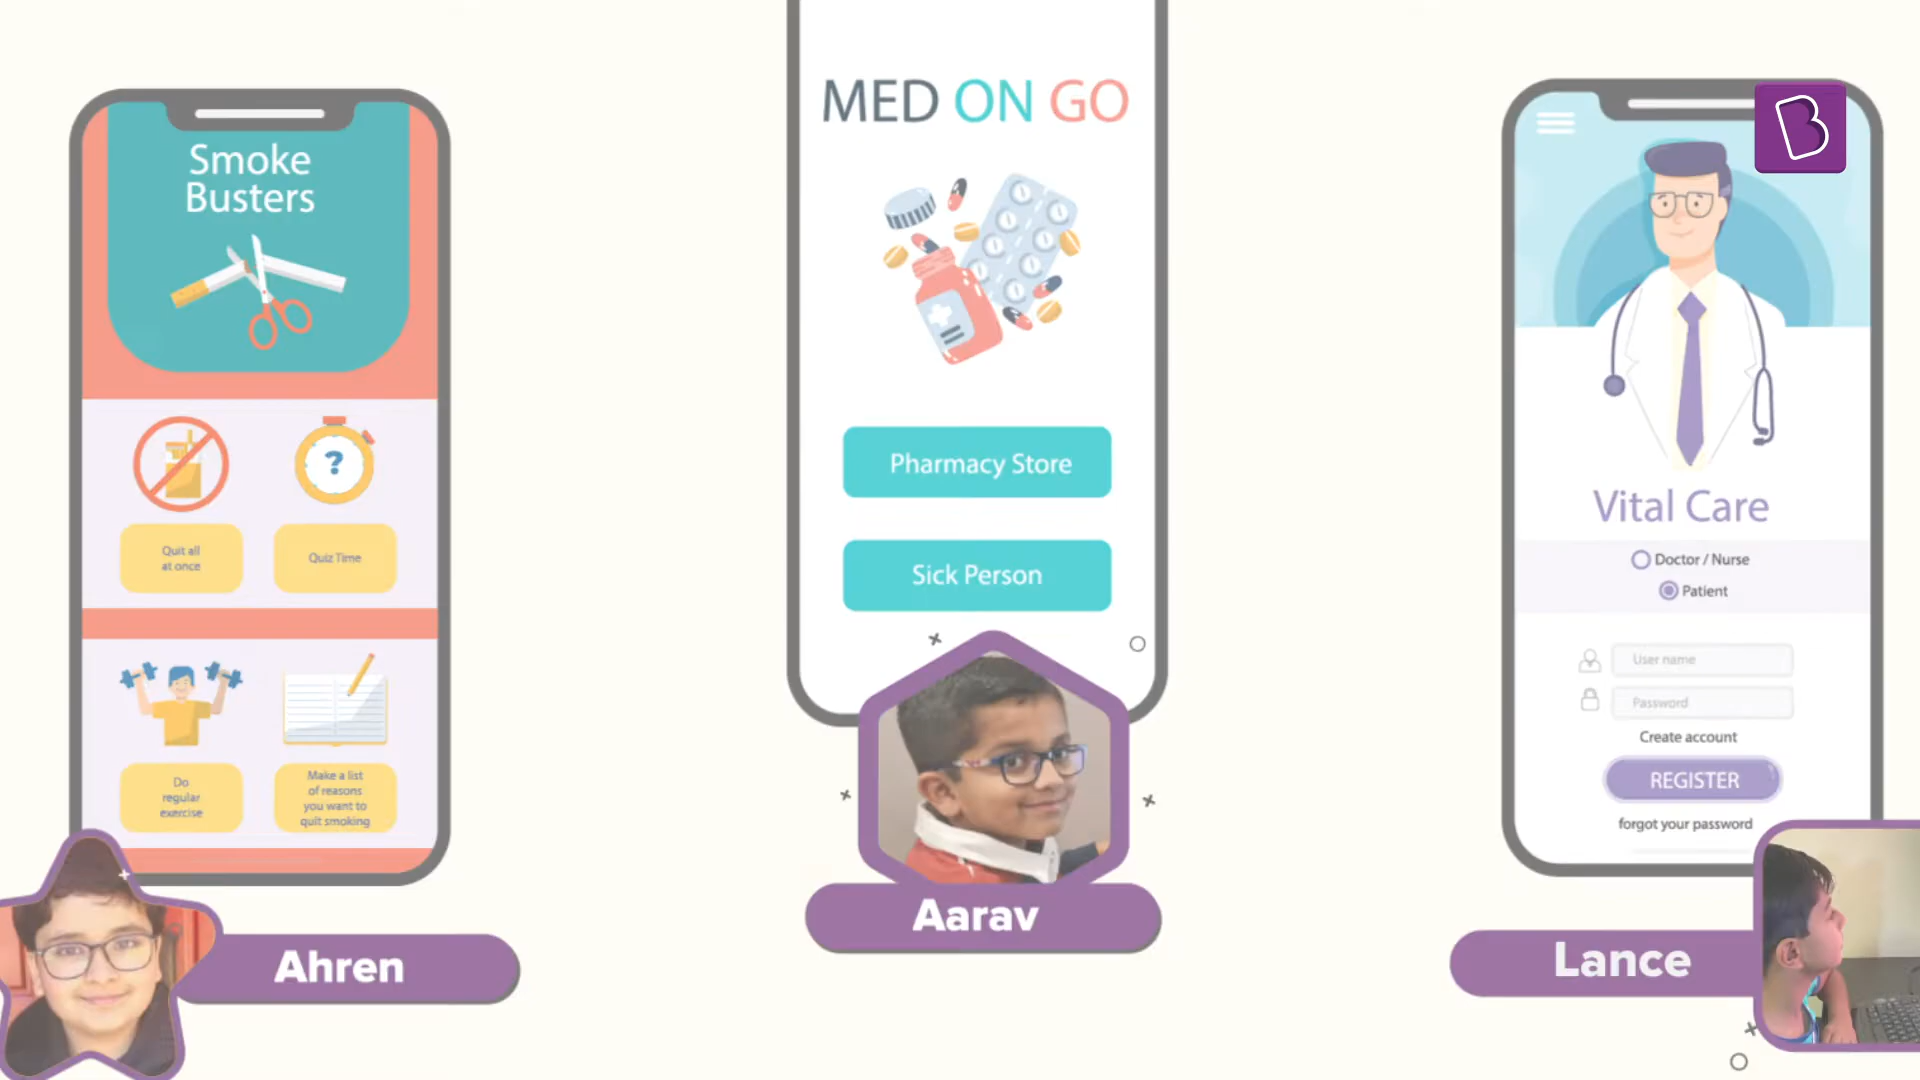 Smoke
Busters
?
Quit all
at once
Quiz Time
Do
regular
exercise
Make a list
of reasons
you want to
quit smoking
Ahren
MED ON GO
Pharmacy Store
Sick Person
Aarav
B
Vital Care
Doctor / Nurse
Patient
User name
Password
Create account
REGISTER
forgot your password
Lance